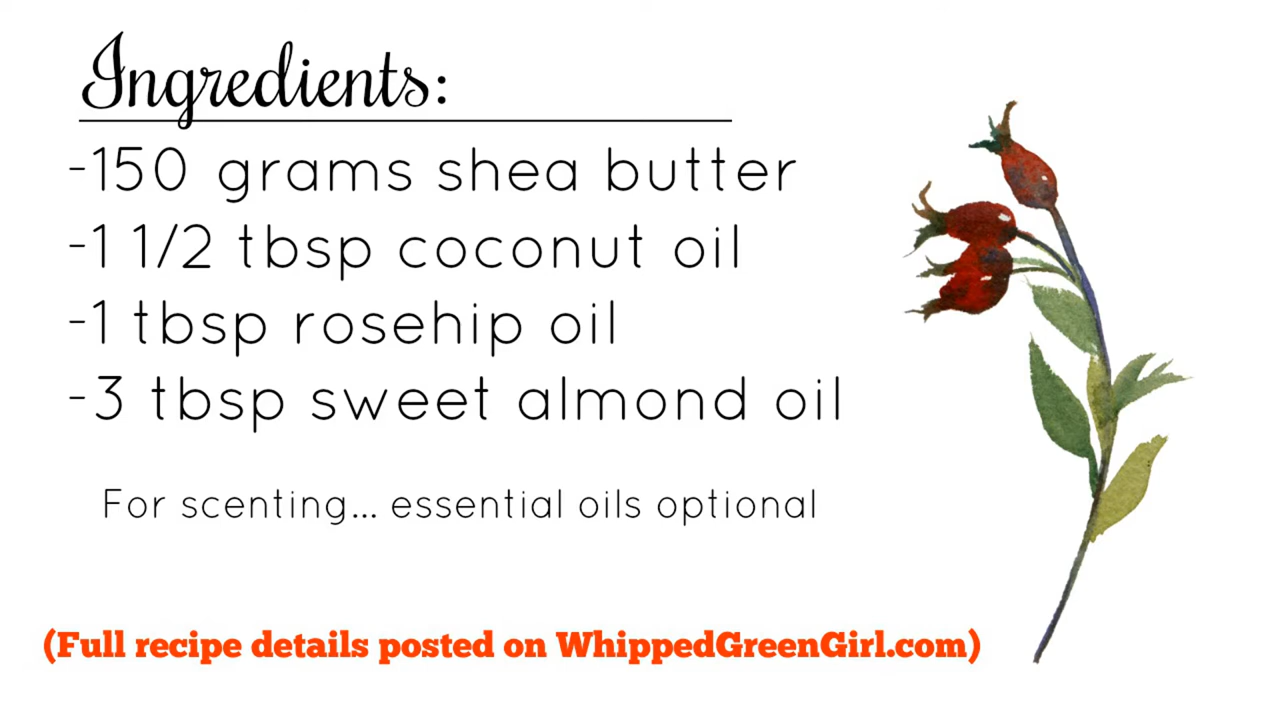 Ingredients:
-150 grams shea butter
-1 1/2 tbsp coconut oil
-1 tbsp rosehip oil
-3 tbsp sweet almond oil
For scenting... essential oils optional
(Full recipe details posted on WhippedGreenGirl.com)